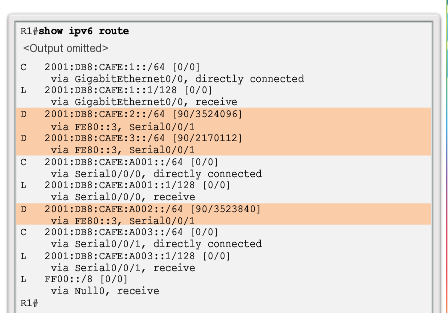 R1#show ipv6 route
<Output omitted>
C 2001:DB8:CAFE:1::/64 [0/0]
via GigabitEthernet0/0, directly connected
L 2001:DB8:CAFE:1::1/128 [0/0]
via GigabitEthernet0/0, receive
D 2001:DB8:CAFE:2::/64 [90/3524096]
via FE80::3, Serial0/0/1
D 2001:DB8:CAFE:3::/64 [90/2170112]
via FE80::3, Serial0/0/1
C 2001:DB8:CAFE:A001::/64 [0/0]
via Serial0/0/0, directly connected
L 2001:DB8:CAFE:A001::1/128 [0/0]
via Serial0/0/0, receive
D 2001:DB8:CAFE:A002::/64 [90/3523840]
via FE80::3, Serial0/0/1
C 2001:DB8:CAFE:A003::/64 [0/0]
via Serial0/0/1, directly connected
L 2001:DB8:CAFE:A003::1/128 [0/0]
via Serial0/0/1, receive
L FF00::/8 [0/0]
via Null0, receive
R1#